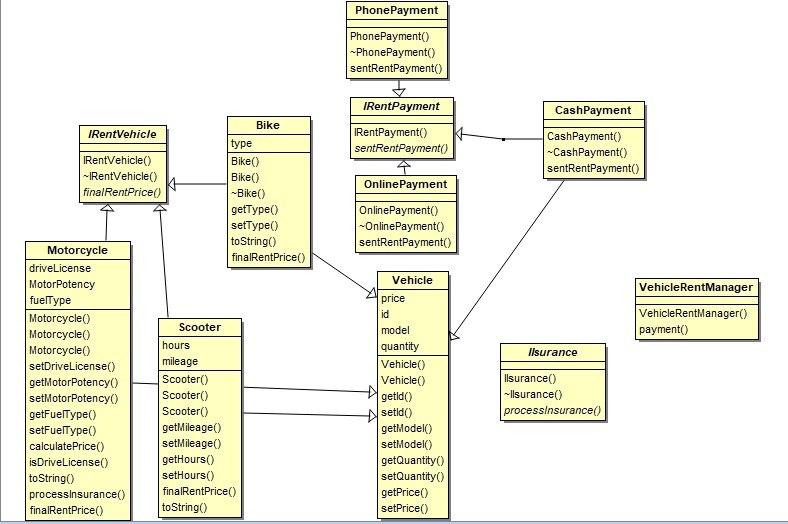 PhonePayment
PhonePayment()
~PhonePayment()
sentRentPayment()
IRentPayment
IRentPayment()
sentRentPayment()
CashPayment
CashPayment()
~CashPayment()
sentRentPayment()
IRentVehicle
IRentVehicle()
~IRentVehicle()
finalRentPrice()
Bike
type
Bike()
Bike()
~Bike()
getType()
setType()
toString()
finalRentPrice()
OnlinePayment
OnlinePayment()
~OnlinePayment()
sentRentPayment()
Motorcycle
driveLicense
MotorPotency
fuelType
Motorcycle()
Motorcycle()
Motorcycle()
setDriveLicense()
getMotorPotency()
setMotorPotency()
getFuelType()
setFuelType()
calculatePrice()
isDriveLicense()
toString()
processInsurance()
finalRentPrice()
Scooter
hours
mileage
Scooter()
Scooter()
Scooter()
getMileage()
setMileage()
getHours()
setHours()
finalRentPrice()
toString()
Vehicle
price
id
model
quantity
Vehicle()
Vehicle()
getId()
setId()
getModel()
setModel()
getQuantity()
setQuantity()
getPrice()
setPrice()
IIsurance
IIsurance()
~IIsurance()
processInsurance()
VehicleRentManager
VehicleRentManager()
payment()